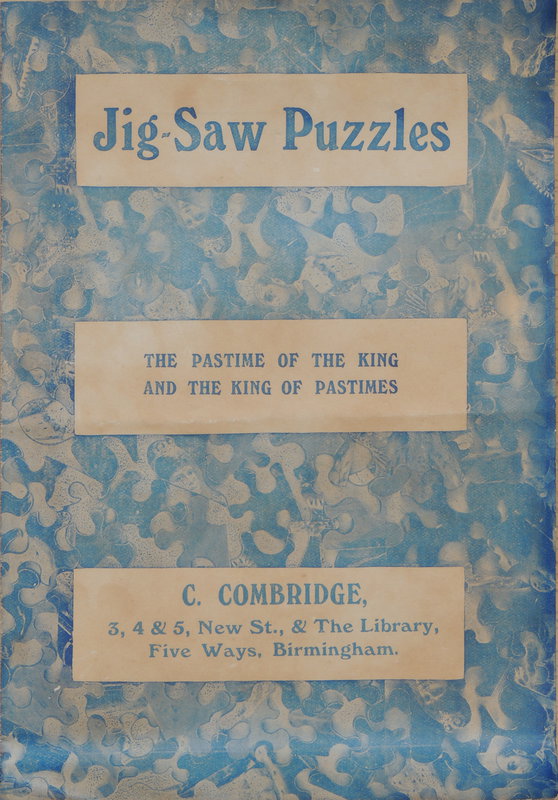 Jig-Saw Puzzles
THE PASTIME OF THE KING
AND THE KING OF PASTIMES
C. COMBRIDGE,
3, 4 & 5, New St., & The Library,
Five Ways, Birmingham.